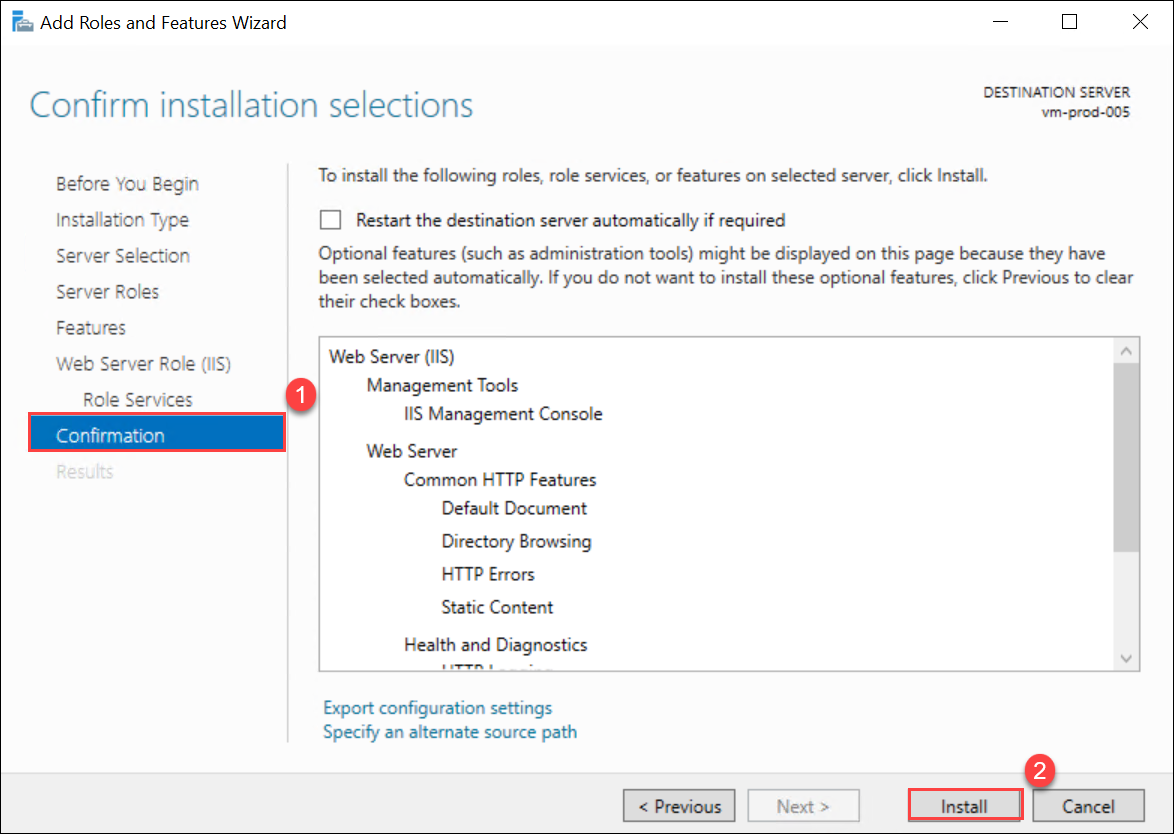 Add Roles and Features Wizard
Confirm installation selections
DESTINATION SERVER
vm-prod-005
Before You Begin
Installation Type
Server Selection
Server Roles
Features
Web Server Role (IIS)
Role Services
1
Confirmation
Results
To install the following roles, role services, or features on selected server, click Install.
Restart the destination server automatically if required
Optional features (such as administration tools) might be displayed on this page because they have
been selected automatically. If you do not want to install these optional features, click Previous to clear
their check boxes.
Web Server (IIS)
Management Tools
IIS Management Console
Web Server
Common HTTP Features
Default Document
Directory Browsing
HTTP Errors
Static Content
Health and Diagnostics
Export configuration settings
Specify an alternate source path
2
< Previous
Next >
Install
Cancel